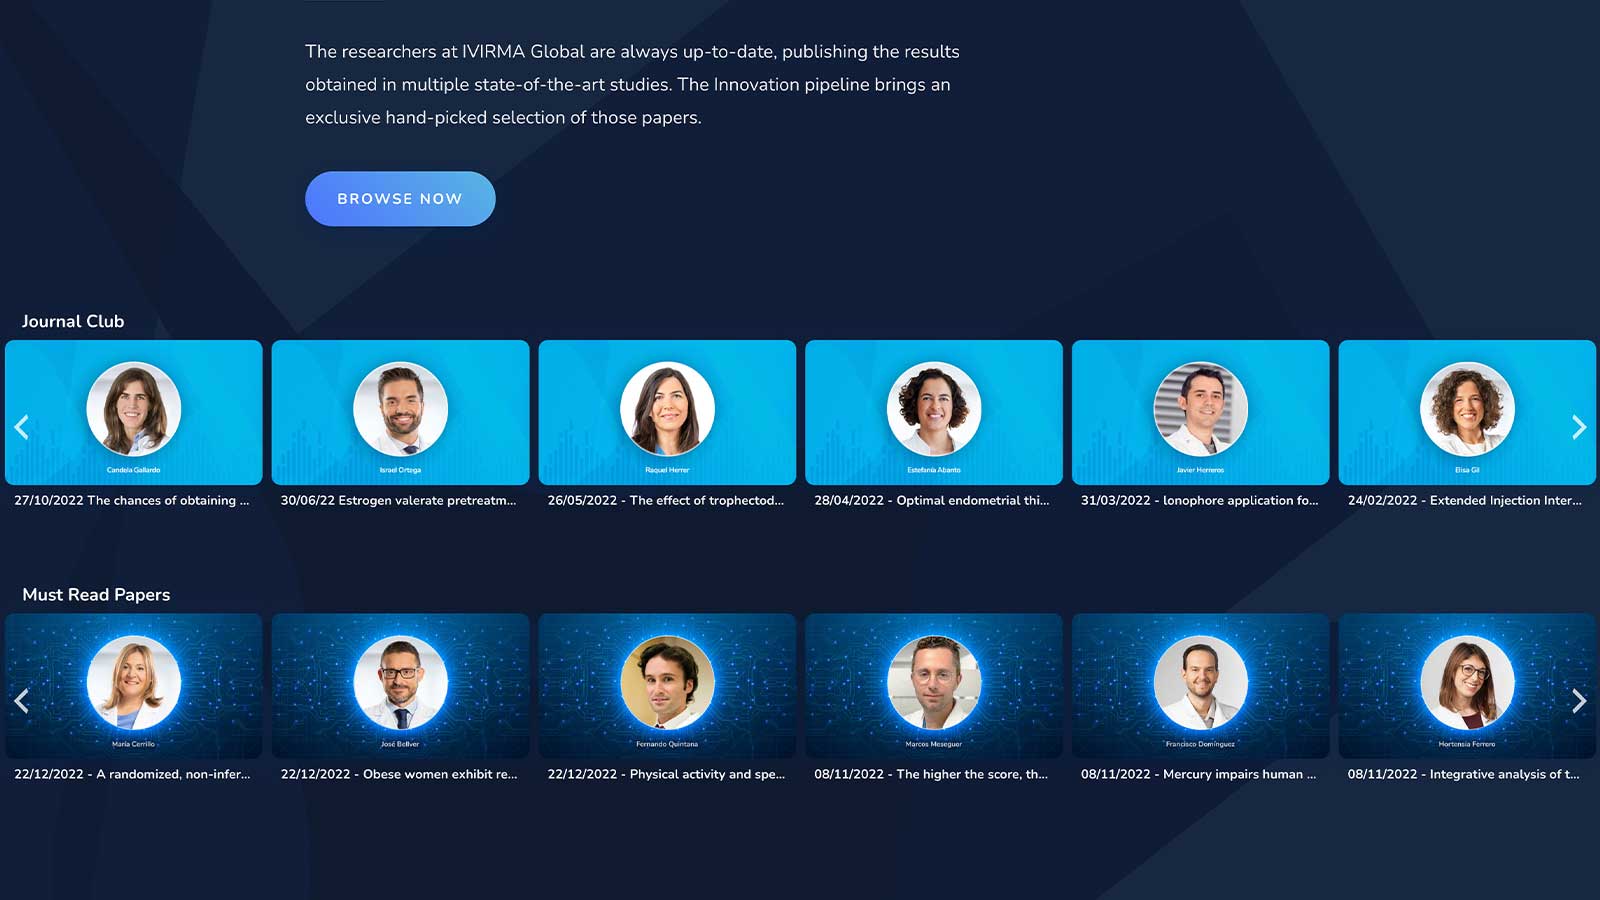 The researchers at IVIRMA Global are always up-to-date, publishing the results
obtained in multiple state-of-the-art studies. The Innovation pipeline brings an
exclusive hand-picked selection of those papers.
BROWSE NOW
Journal Club
Candela Gallardo
Israel Ortega
Raquel Herrer
Estefanía Abanto
Javier Herreros
Elisa Gil
27/10/2022 The chances of obtaining ...
30/06/22 Estrogen valerate pretreatm...
26/05/2022 - The effect of trophectod...
28/04/2022 - Optimal endometrial thi...
31/03/2022 - Ionophore application fo...
24/02/2022 - Extended Injection Inter...
Must Read Papers
María Cerrillo
José Bellver
Fernando Quintana
Marcos Meseguer
Francisco Domínguez
Hortensia Ferrero
22/12/2022 - A randomized, non-infer...
22/12/2022 - Obese women exhibit re...
22/12/2022 - Physical activity and spe...
08/11/2022 - The higher the score, th...
08/11/2022 - Mercury impairs human ...
08/11/2022 - Integrative analysis of t...